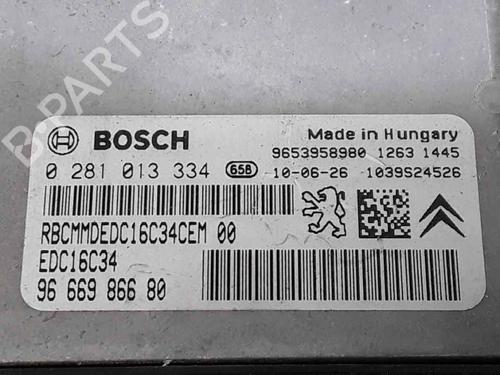 B-PARTS
BOSCH
Made in Hungary
9653958980 1263 1445
0 281 013 334 658 10-06-26 1039S24526
RBCMMDEDC16C34CEM 00
EDC16C34
96 669 866 80